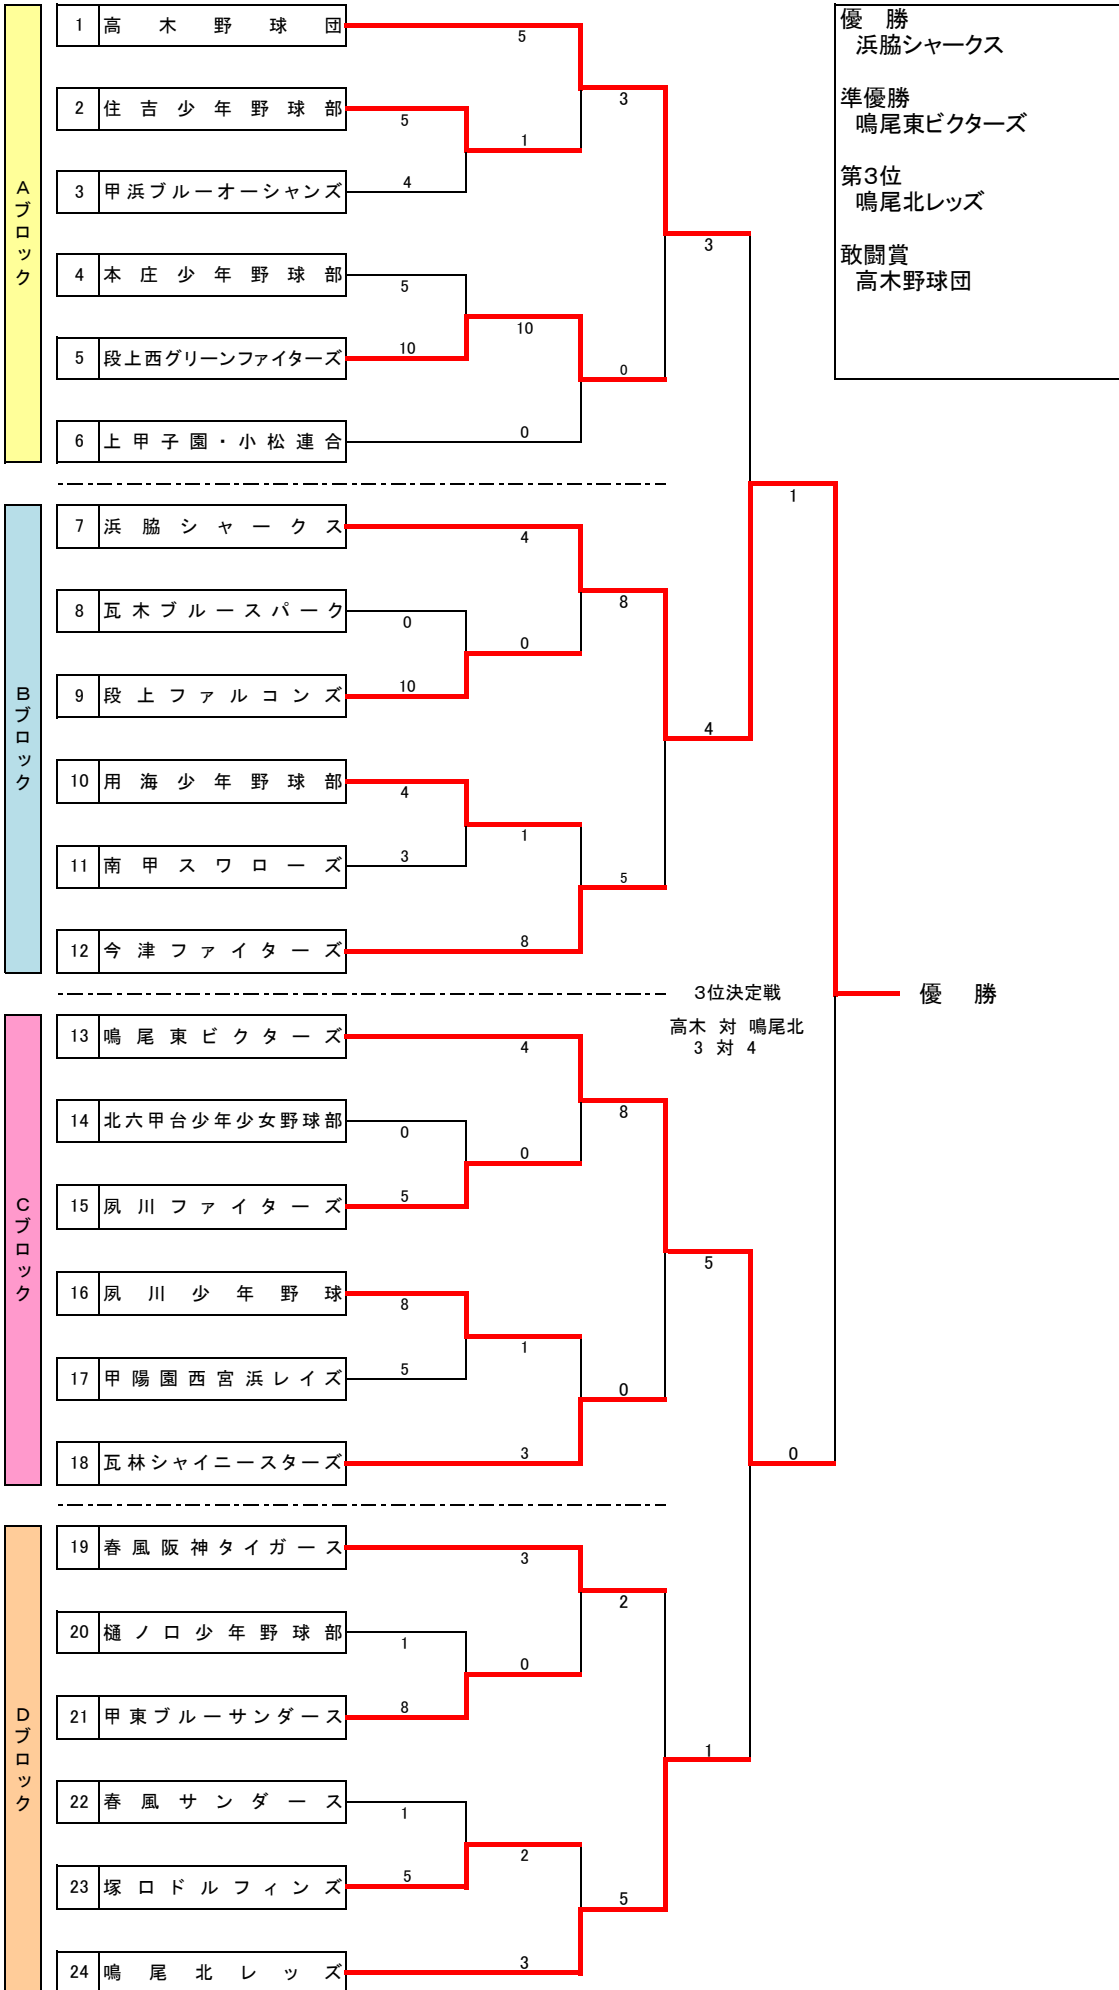 Aブロック
1 高木野球団
5
2 住吉少年野球部
5
3
1
3 甲浜ブルーオーシャンズ
4
3
4 本庄少年野球部
5
10
5 段上西グリーンファイターズ
10
0
6 上甲子園・小松連合
0
優 勝
浜脇シャークス
準優勝
鳴尾東ビクターズ
第3位
鳴尾北レッズ
敢闘賞
高木野球団
1
Bブロック
7 浜脇シャークス
4
8 瓦木ブルースパーク
0
8
0
9 段上ファルコンズ
10
4
10 用海少年野球部
4
1
11 南甲スワローズ
3
5
12 今津ファイターズ
8
3位決定戦
高木 対 鳴尾北
3 対 4
優 勝
Cブロック
13 鳴尾東ビクターズ
4
14 北六甲台少年少女野球部
0
8
0
15 夙川ファイターズ
5
5
16 夙川少年野球
8
1
17 甲陽園西宮浜レイズ
5
0
18 瓦林シャイニースターズ
3
0
Dブロック
19 春風阪神タイガース
3
2
20 樋ノ口少年野球部
1
0
21 甲東ブルーサンダース
8
1
22 春風サンダース
1
2
23 塚口ドルフィンズ
5
5
24 鳴尾北レッズ
3